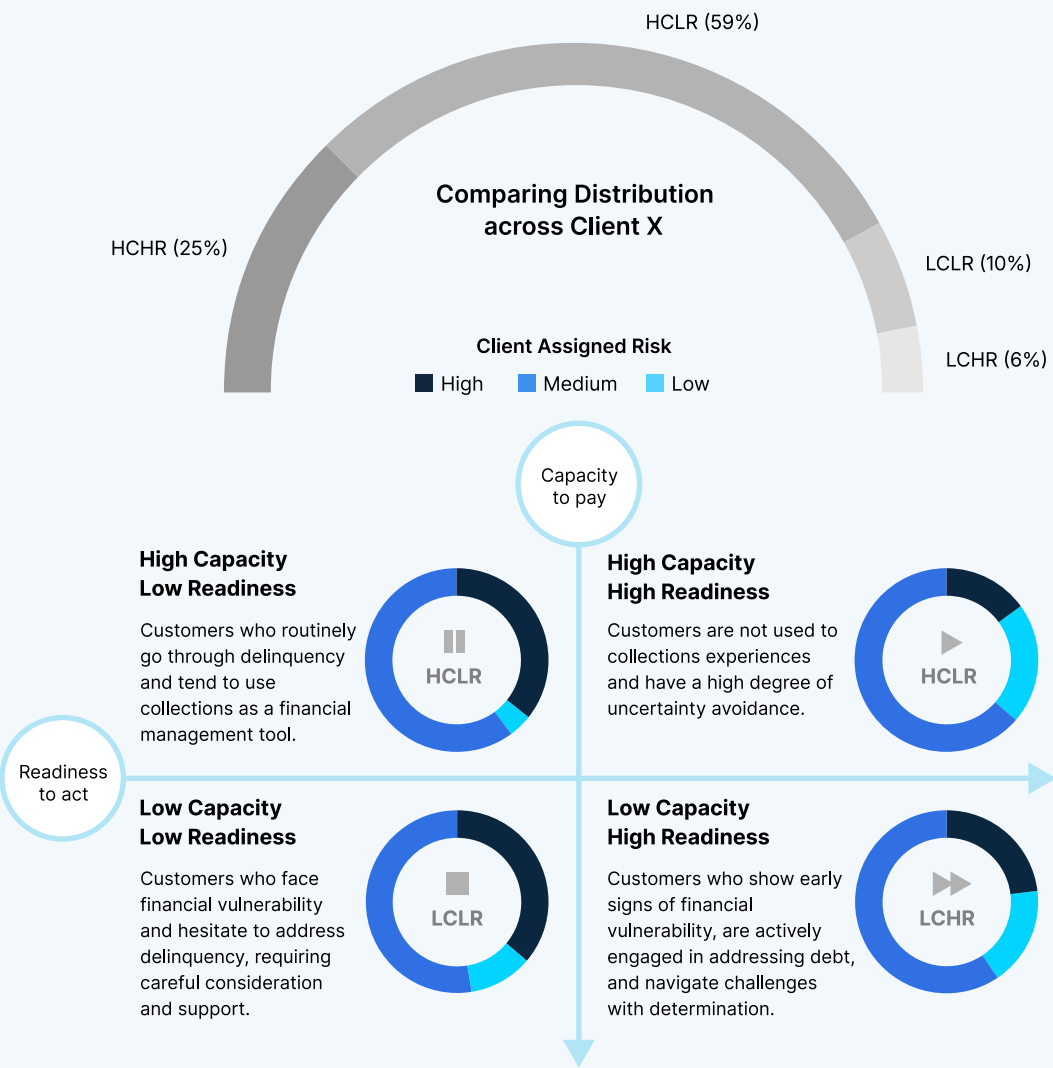 HCLR (59%)
Comparing Distribution
across Client X
HCHR (25%)
LCLR (10%)
LCHR (6%)
Client Assigned Risk
High
Medium
Low
Capacity
to pay
High Capacity
Low Readiness
Customers who routinely
go through delinquency
and tend to use
collections as a financial
management tool.
HCLR
High Capacity
High Readiness
Customers are not used to
collections experiences
and have a high degree of
uncertainty avoidance.
HCLR
Readiness
to act
Low Capacity
Low Readiness
Customers who face
financial vulnerability
and hesitate to address
delinquency, requiring
careful consideration
and support.
LCLR
Low Capacity
High Readiness
Customers who show early
signs of financial
vulnerability, are actively
engaged in addressing debt,
and navigate challenges
with determination.
LCHR